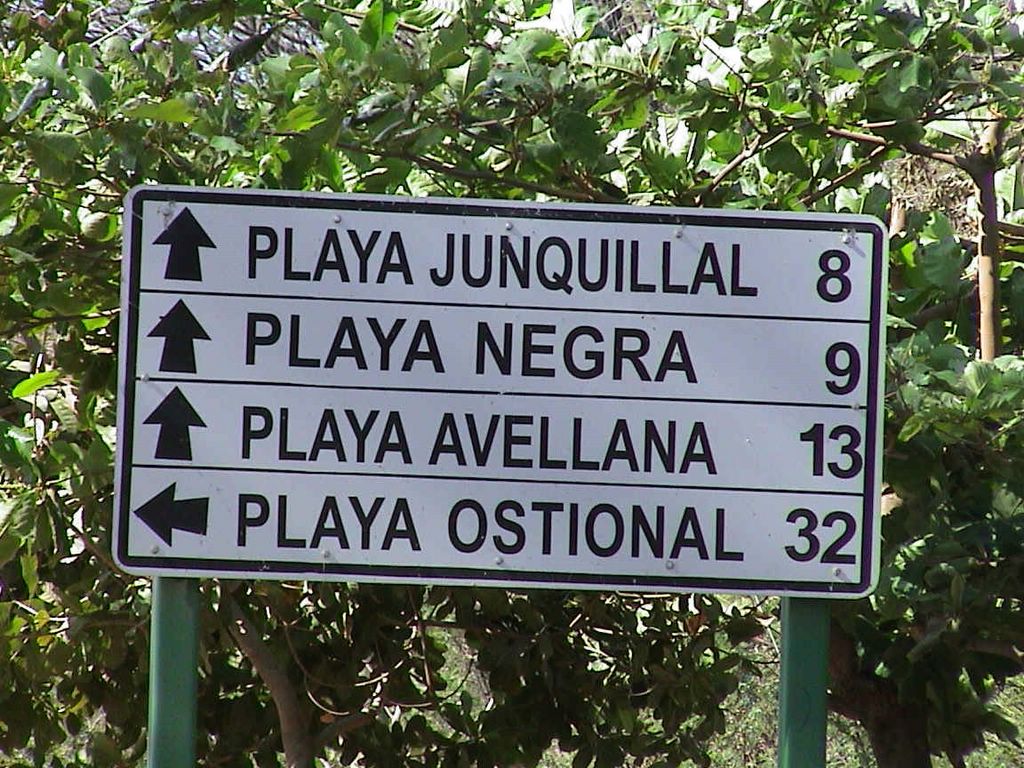 PLAYA JUNQUILLAL 8
PLAYA NEGRA 9
PLAYA AVELLANA 13
PLAYA OSTIONAL 32